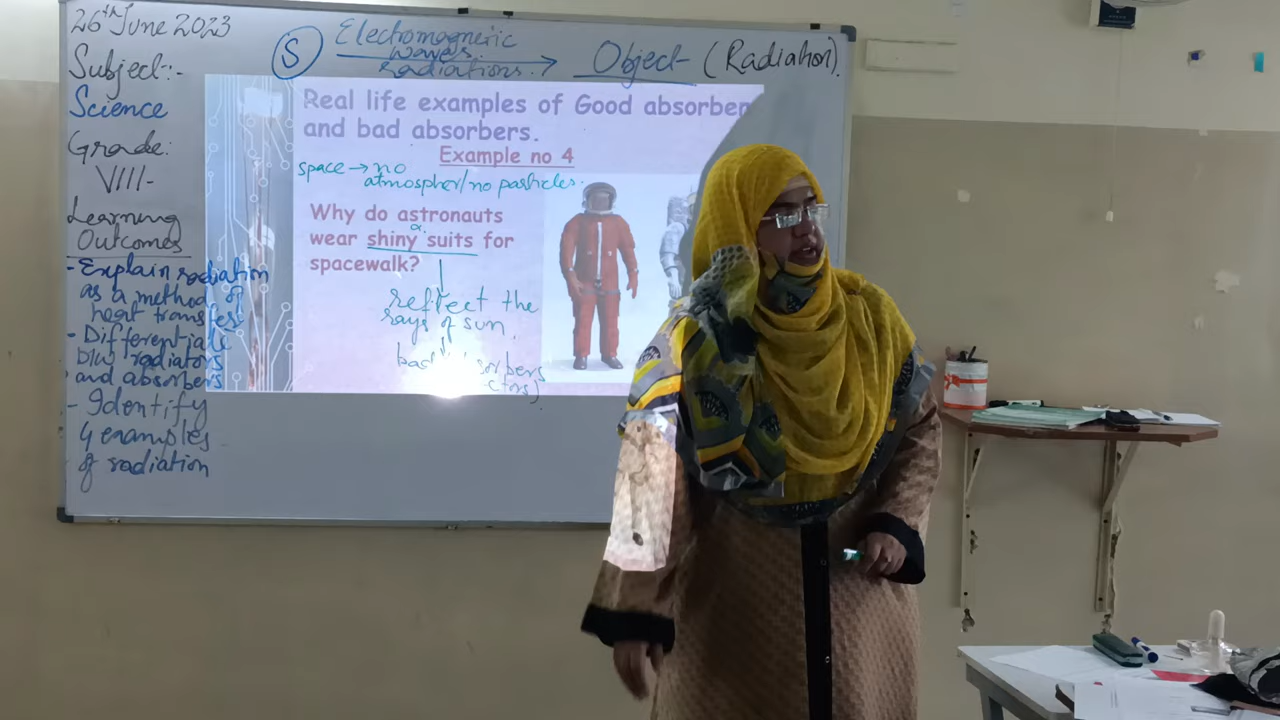 26th June 2023
Subject:-
Science
Grade:
VIII-
Learning
Outcomes
- Explain radiation
as a method of
heat transfer
- Differentiate
b/w radiators
and absorbers
- Identify
4 examples
of radiation
S Electromagneric
waves
radiations. → Object (Radiation).
Real life examples of Good absorber
and bad absorbers.
Example no 4
space → no
atmospher/no particles.
Why do astronauts
wear shiny suits for
spacewalk?
reflect the
rays of sun.